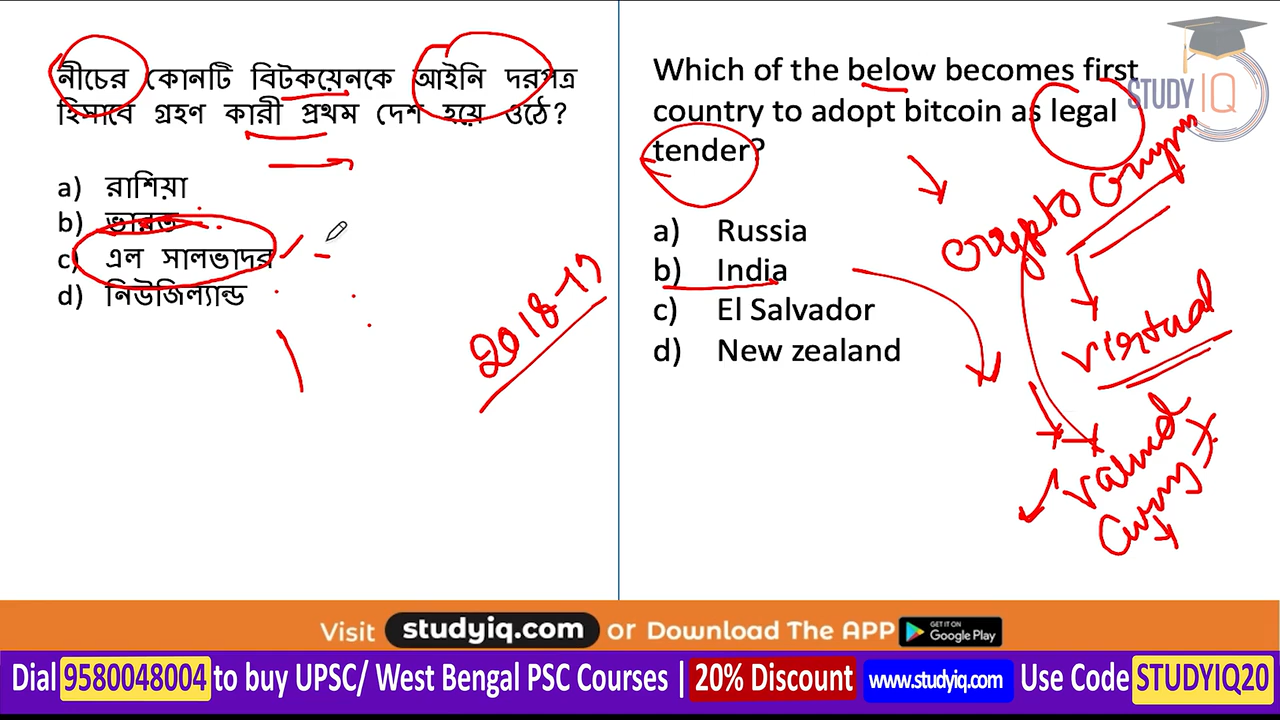 নীচের কোনটি বিটকয়েনকে আইনি দরপত্র
হিসাবে গ্রহণ কারী প্রথম দেশ হয়ে ওঠে?
a) রাশিয়া
b) ভারত
c) এল সালভাদর
d) নিউজিল্যান্ড
2018-19
Which of the below becomes first
country to adopt bitcoin as legal
tender?
a) Russia
b) India
c) El Salvador
d) New zealand
STUDY IQ
Crypto
virtual
Valued
Visit studyiq.com or Download The APP GET IT ON Google Play
Dial 9580048004 to buy UPSC/ West Bengal PSC Courses | 20% Discount www.studyiq.com Use Code STUDYIQ20